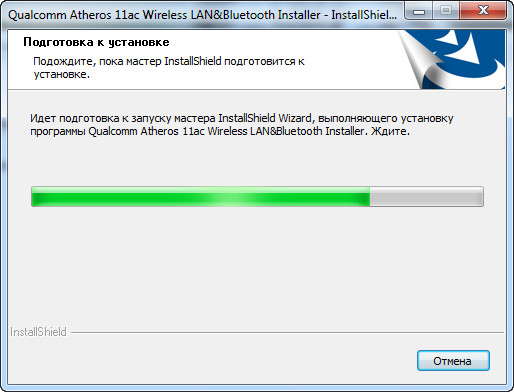 Qualcomm Atheros 11ac Wireless LAN&Bluetooth Installer - InstallShiel...
Подготовка к установке
Подождите, пока мастер InstallShield подготовится к
установке.
Идет подготовка к запуску мастера InstallShield Wizard, выполняющего установку
программы Qualcomm Atheros 11ac Wireless LAN&Bluetooth Installer. Ждите.
InstallShield
Отмена